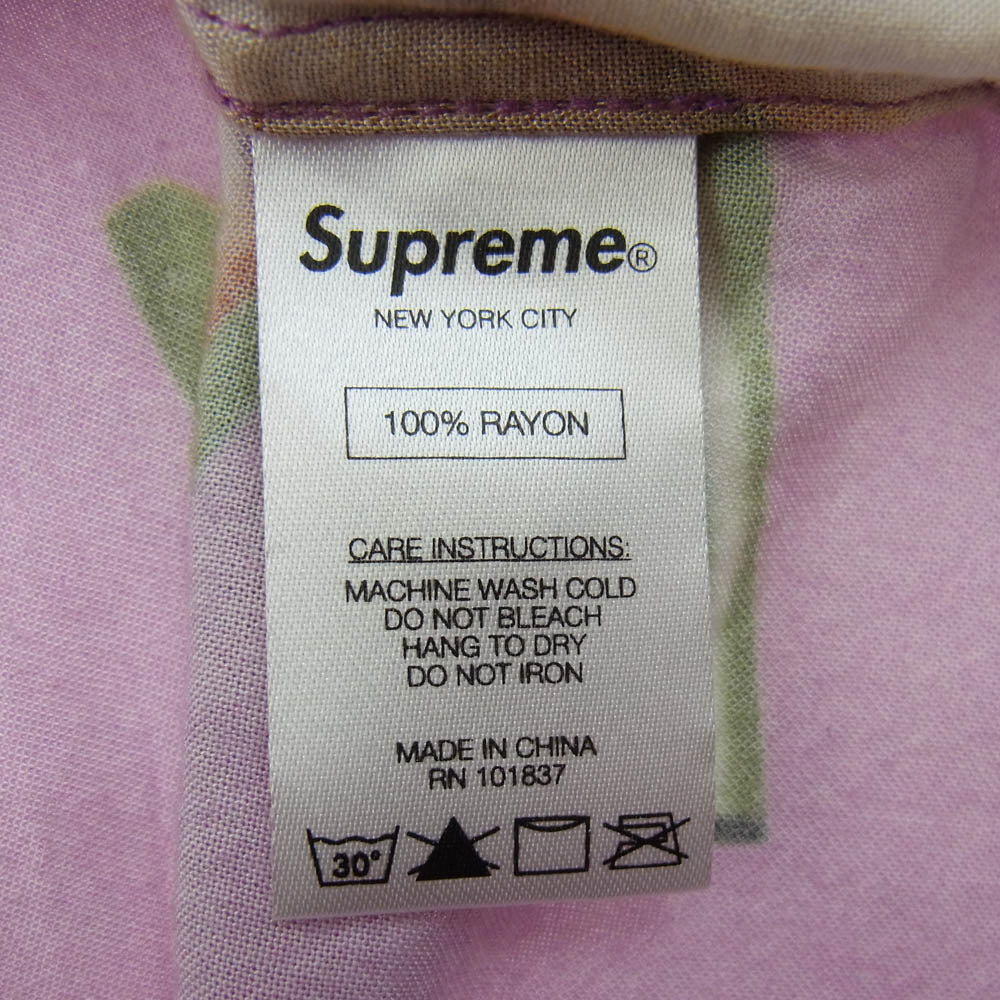 Supreme®
NEW YORK CITY
100% RAYON
CARE INSTRUCTIONS:
MACHINE WASH COLD
DO NOT BLEACH
HANG TO DRY
DO NOT IRON
MADE IN CHINA
RN 101837
30°